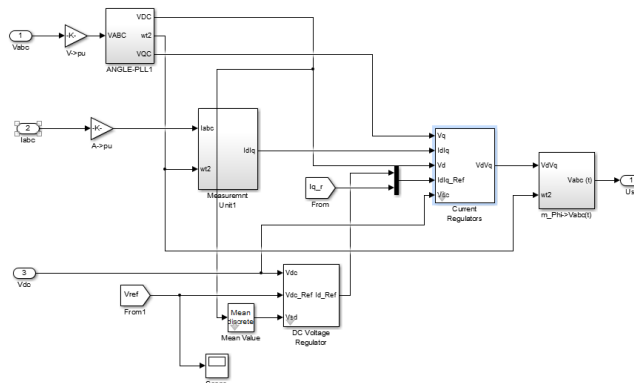 1
Vabc
-K-
V->pu
VABC
VDC
wt2
VQC
ANGLE-PLL1
2
Iabc
-K-
A->pu
Iabc
wt2
IdIq
Measuremnt
Unit1
Iq_r
From
Vq
IdIq
Vd
IdIq_Ref
VdVq
Current
Regulators
VdVq
wt2
Vabc (t)
m_Phi->Vabc(t)
1
3
Vdc
Vref
From1
Mean
discrete
Mean Value
Vdc
Vdc_Ref
Id_Ref
DC Voltage
Regulator